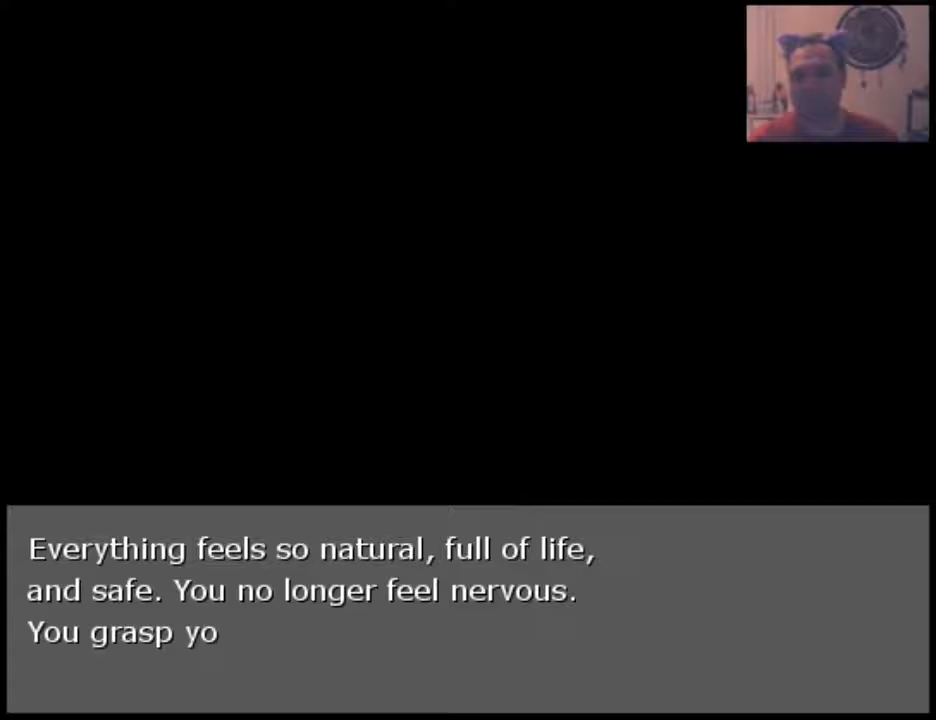 Everything feels so natural, full of life,
and safe. You no longer feel nervous.
You grasp yo